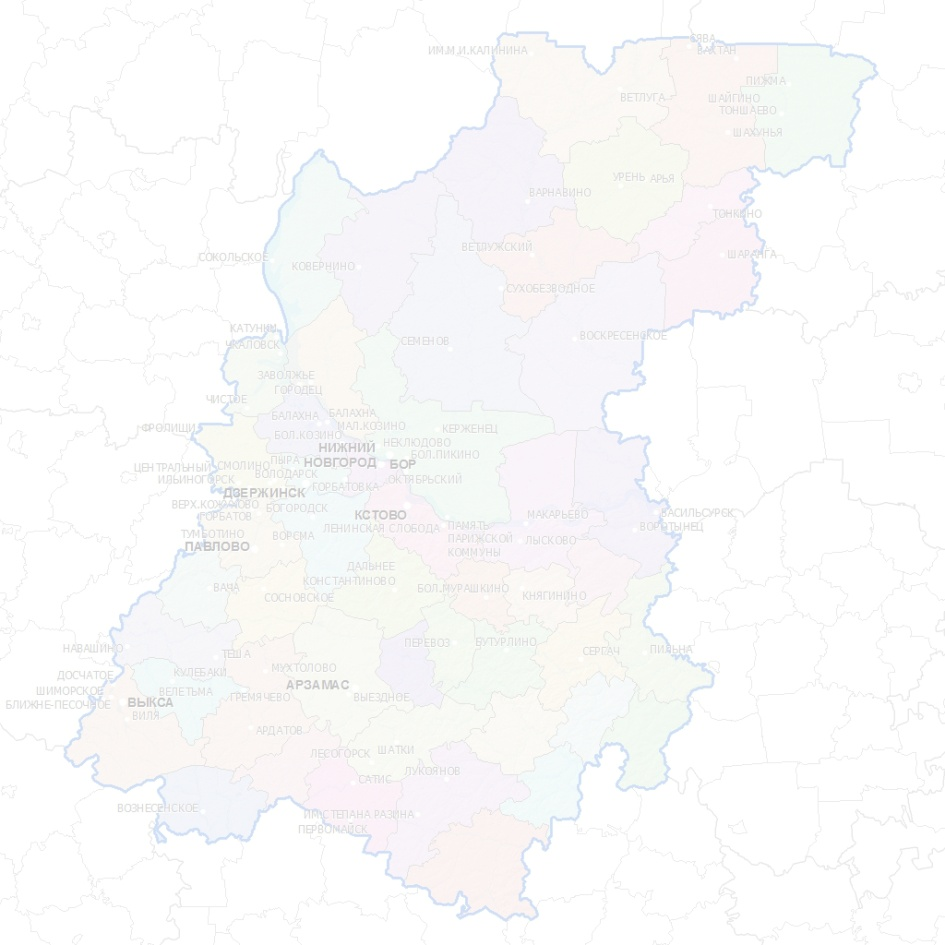 ЗЯВА
ИМ.М.И.КАЛИНИНА
ВАХТАН
ПИЖМА
ВЕТЛУГА
ШАЙГИНО
ТОНШАЕВО
ШАХУНЬЯ
УРЕНЬ
АРЬЯ
ВАРНАВИНО
ТОНКИНО
ВЕТЛУЖСКИЙ
ШАРАНГА
СОКОЛЬСКОЕ
КОВЕРНИНО
СУХОБЕЗВОДНОЕ
КАТУНКИ
ЧКАЛОВСК
СЕМЕНОВ
ВОСКРЕСЕНСКОЕ
ЗАВОЛЖЬЕ
ГОРОДЕЦ
ЧИСТОЕ
БАЛАХНА
БАЛАХНА
МАЛ.КОЗИНО
БОЛ.КОЗИНО
ФРОЛИЩИ
КЕРЖЕНЕЦ
НЕКЛЮДОВО
НИЖНИЙ
НОВГОРОД
БОР
БОЛ.ПИКИНО
ПЫРА
СМОЛИНО
ЦЕНТРАЛЬНЫЙ
ИЛЬИНОГОРСК
ВОЛОДАРСК
ОКТЯБРЬСКИЙ
ГОРБАТОВКА
ДЗЕРЖИНСК
БОГОРОДСК
ГОРБАТОВ
КСТОВО
МАКАРЬЕВО
ВАСИЛЬСУРСК
ВОРОТЫНЕЦ
ЛЕНИНСКАЯ СЛОБОДА
ПАМЯТЬ
ПАРИЖСКОЙ
КОММУНЫ
ЛЫСКОВО
ТУМБОТИНО
ВОРСМА
ПАВЛОВО
ДАЛЬНЕЕ
КОНСТАНТИНОВО
ВАЧА
СОСНОВСКОЕ
БОЛ.МУРАШКИНО
КНЯГИНИНО
ПЕРЕВОЗ
БУТУРЛИНО
СЕРГАЧ
ПИЛЬНА
НАВАШИНО
ТЕША
ДОСЧАТОЕ
КУЛЕБАКИ
МУХТОЛОВО
ШИМОРСКОЕ
ВЕЛЕТЬМА
АРЗАМАС
ГРЕМЯЧЕВО
ВЫЕЗДНОЕ
БЛИЖНЕ-ПЕСОЧНОЕ
ВЫКСА
ВИЛЯ
АРДАТОВ
ЛЕСОГОРСК
ШАТКИ
ЛУКОЯНОВ
САТИС
ВОЗНЕСЕНСКОЕ
ИМ.СТЕПАНА РАЗИНА
ПЕРВОМАЙСК